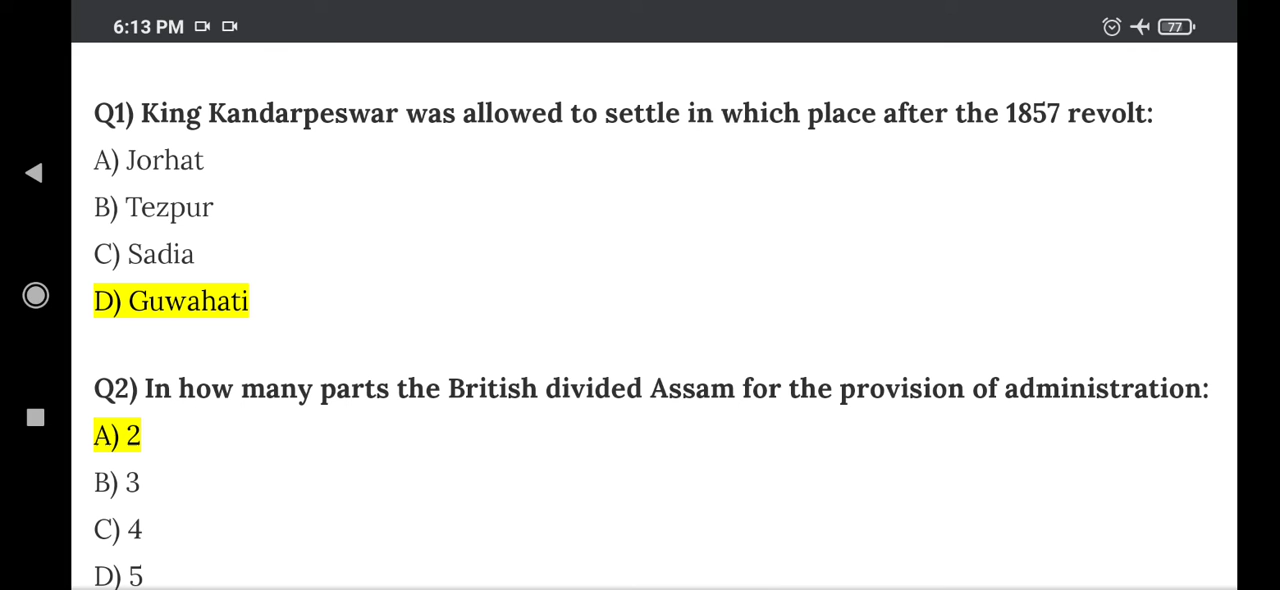 6:13 PM
77
Q1) King Kandarpeswar was allowed to settle in which place after the 1857 revolt:
A) Jorhat
B) Tezpur
C) Sadia
D) Guwahati
Q2) In how many parts the British divided Assam for the provision of administration:
A) 2
B) 3
C) 4
D) 5